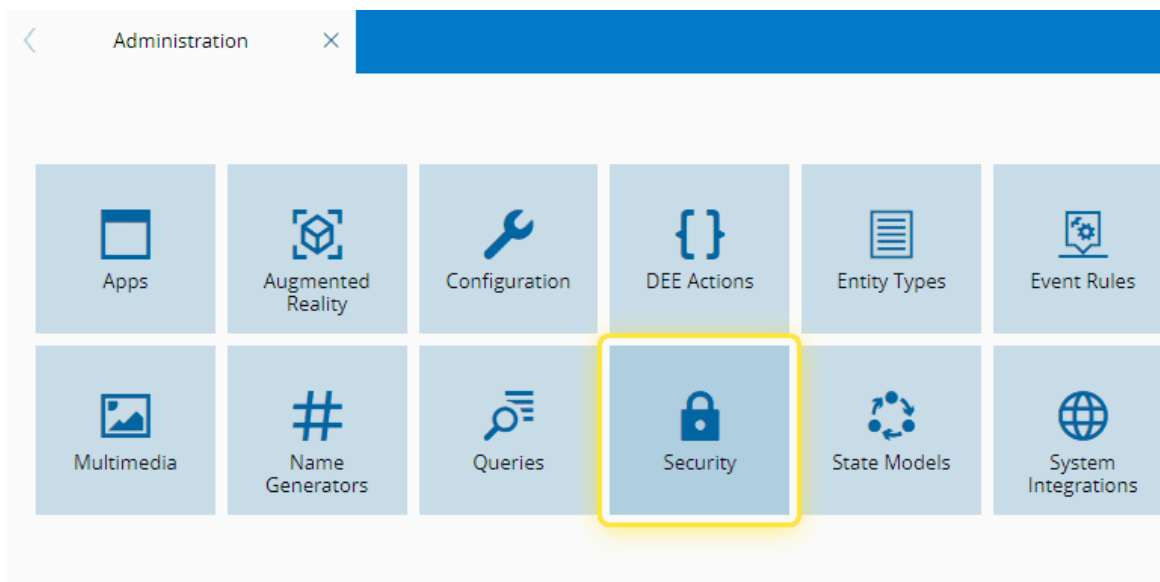 Administration
Apps
Augmented
Reality
Configuration
DEE Actions
Entity Types
Event Rules
Multimedia
Name
Generators
Queries
Security
State Models
System
Integrations